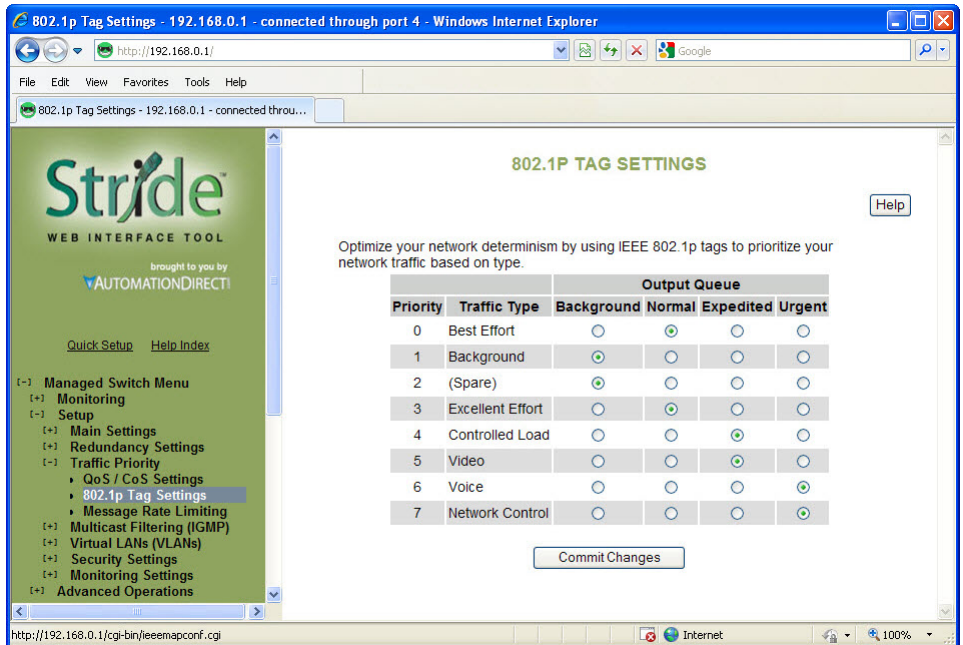 802.1p Tag Settings - 192.168.0.1 - connected through port 4 - Windows Internet Explorer
http://192.168.0.1/
Google
File Edit View Favorites Tools Help
802.1p Tag Settings - 192.168.0.1 - connected throu...
Stride™
WEB INTERFACE TOOL
brought to you by
AUTOMATIONDIRECT
Quick Setup Help Index
[-] Managed Switch Menu
[+] Monitoring
[-] Setup
[+] Main Settings
[+] Redundancy Settings
[-] Traffic Priority
QoS / CoS Settings
802.1p Tag Settings
Message Rate Limiting
[+] Multicast Filtering (IGMP)
[+] Virtual LANs (VLANs)
[+] Security Settings
[+] Monitoring Settings
[+] Advanced Operations
802.1P TAG SETTINGS
Help
Optimize your network determinism by using IEEE 802.1p tags to prioritize your
network traffic based on type.
Output Queue
Priority Traffic Type Background Normal Expedited Urgent
0 Best Effort
1 Background
2 (Spare)
3 Excellent Effort
4 Controlled Load
5 Video
6 Voice
7 Network Control
Commit Changes
http://192.168.0.1/cgi-bin/ieeemapconf.cgi
Internet
100%